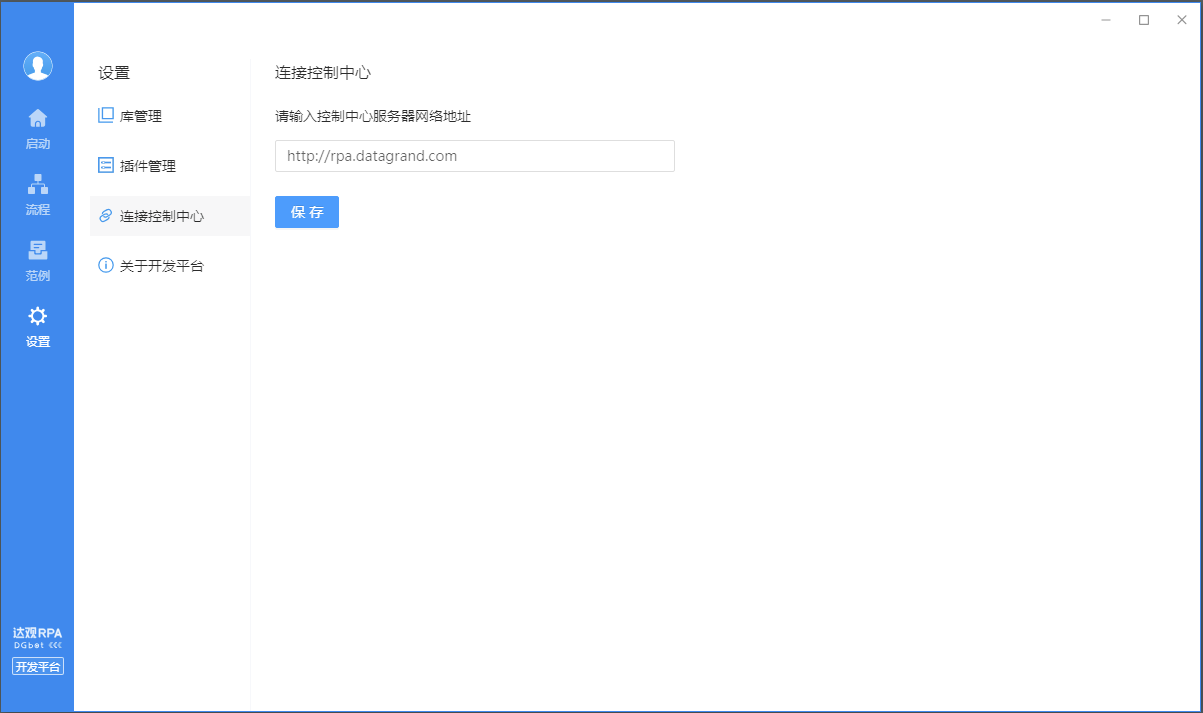 启动
流程
范例
设置
达观RPA
DGbot
开发平台
设置
库管理
插件管理
连接控制中心
关于开发平台
连接控制中心
请输入控制中心服务器网络地址
http://rpa.datagrand.com
保 存